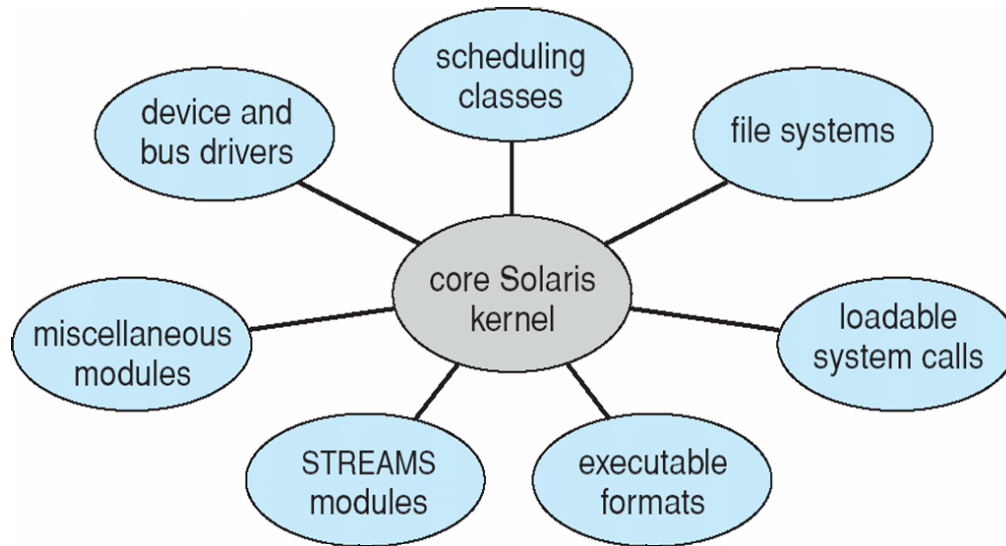 scheduling
classes
device and
bus drivers
file systems
core Solaris
kernel
miscellaneous
modules
loadable
system calls
STREAMS
modules
executable
formats